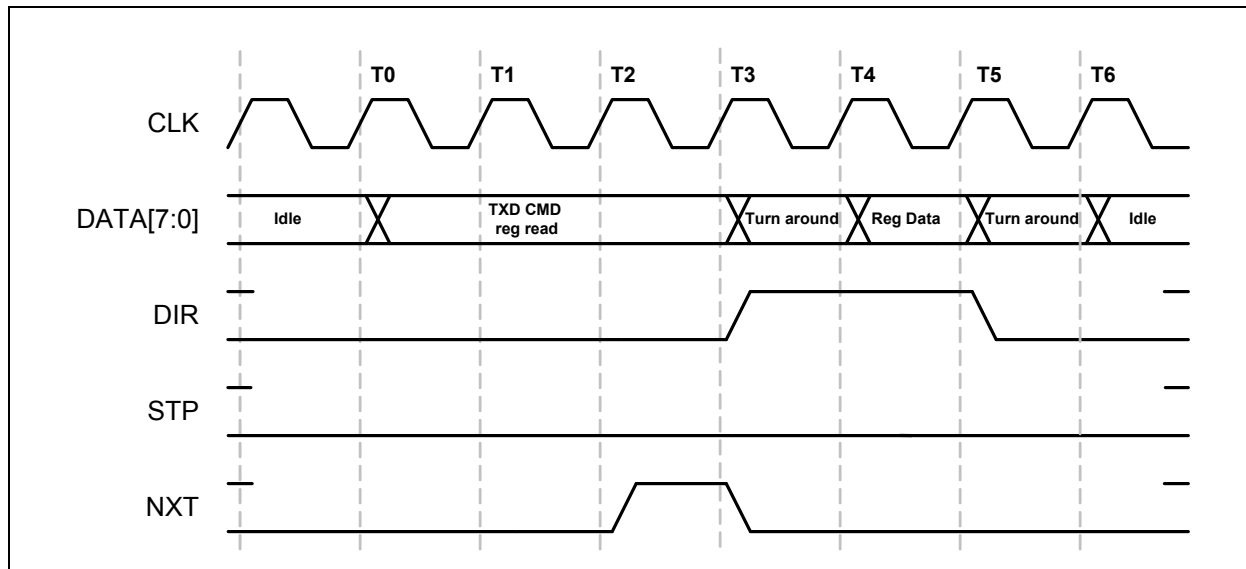 T0 T1 T2 T3 T4 T5 T6
CLK
DATA[7:0]
Idle
TXD CMD
reg read
Turn around
Reg Data
Turn around
Idle
DIR
STP
NXT